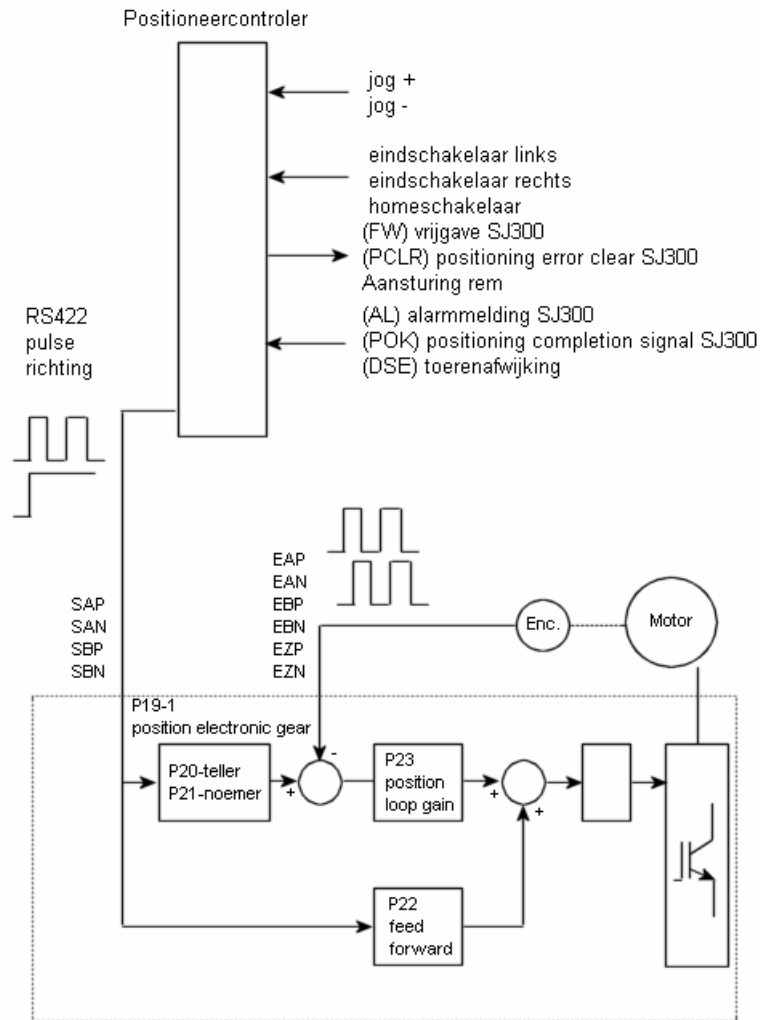 Positioneercontroler
jog +
jog -
eindschakelaar links
eindschakelaar rechts
homeschakelaar
(FW) vrijgave SJ300
(PCLR) positioning error clear SJ300
Aansturing rem
(AL) alarmmelding SJ300
(POK) positioning completion signal SJ300
(DSE) toerenafwijking
RS422
pulse
richting
EAP
EAN
EBP
EBN
EZP
EZN
SAP
SAN
SBP
SBN
Enc.
Motor
P19-1
position electronic gear
P20-teller
P21-noemer
+
-
P23
position
loop gain
+
+
P22
feed
forward